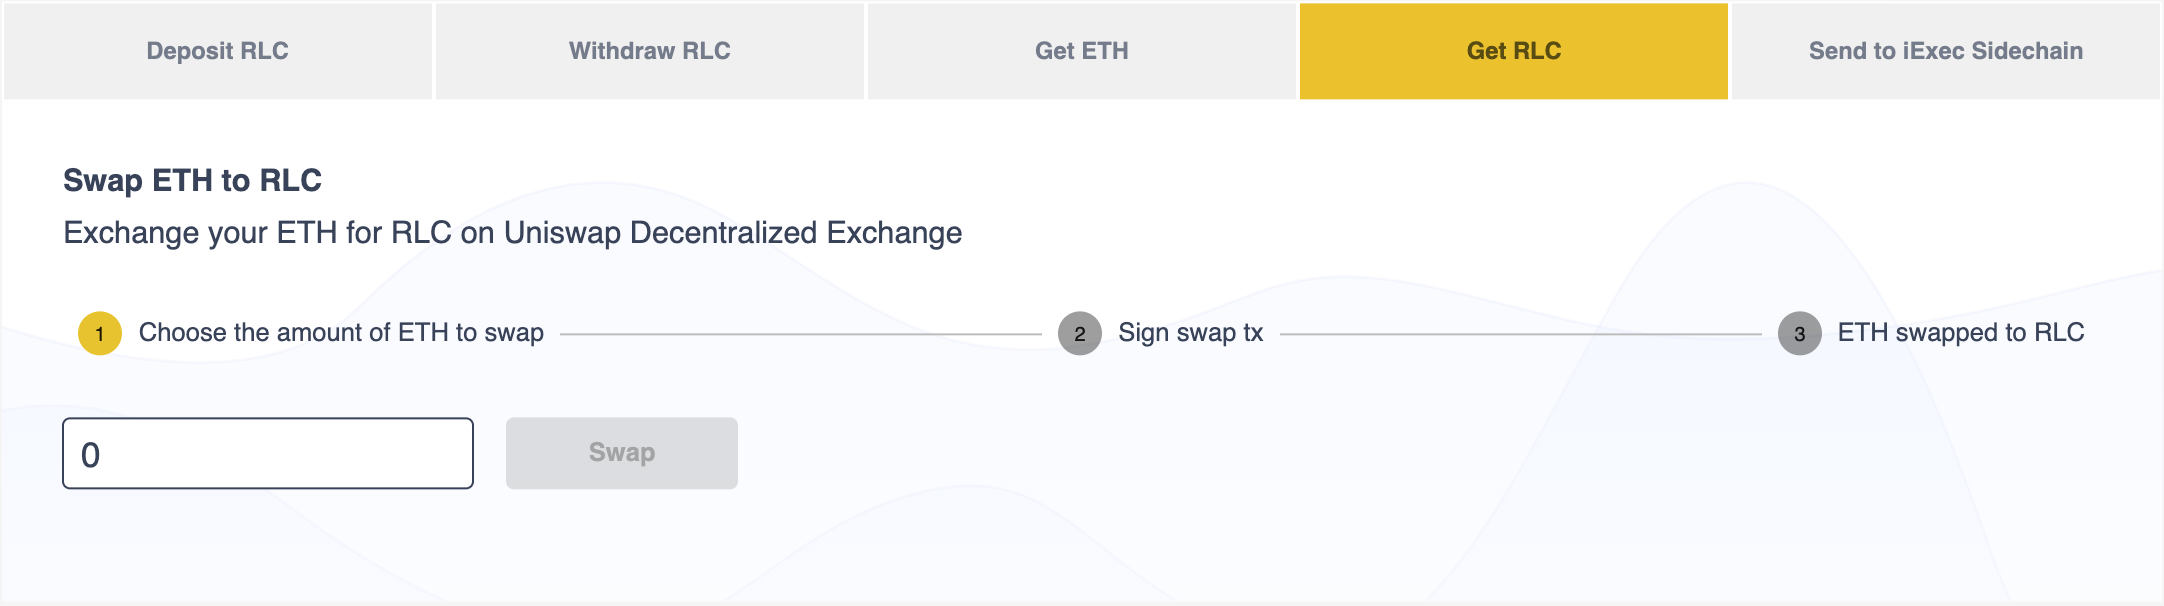 Deposit RLC
Withdraw RLC
Get ETH
Get RLC
Send to iExec Sidechain
Swap ETH to RLC
Exchange your ETH for RLC on Uniswap Decentralized Exchange
1 Choose the amount of ETH to swap
2 Sign swap tx
3 ETH swapped to RLC
0
Swap